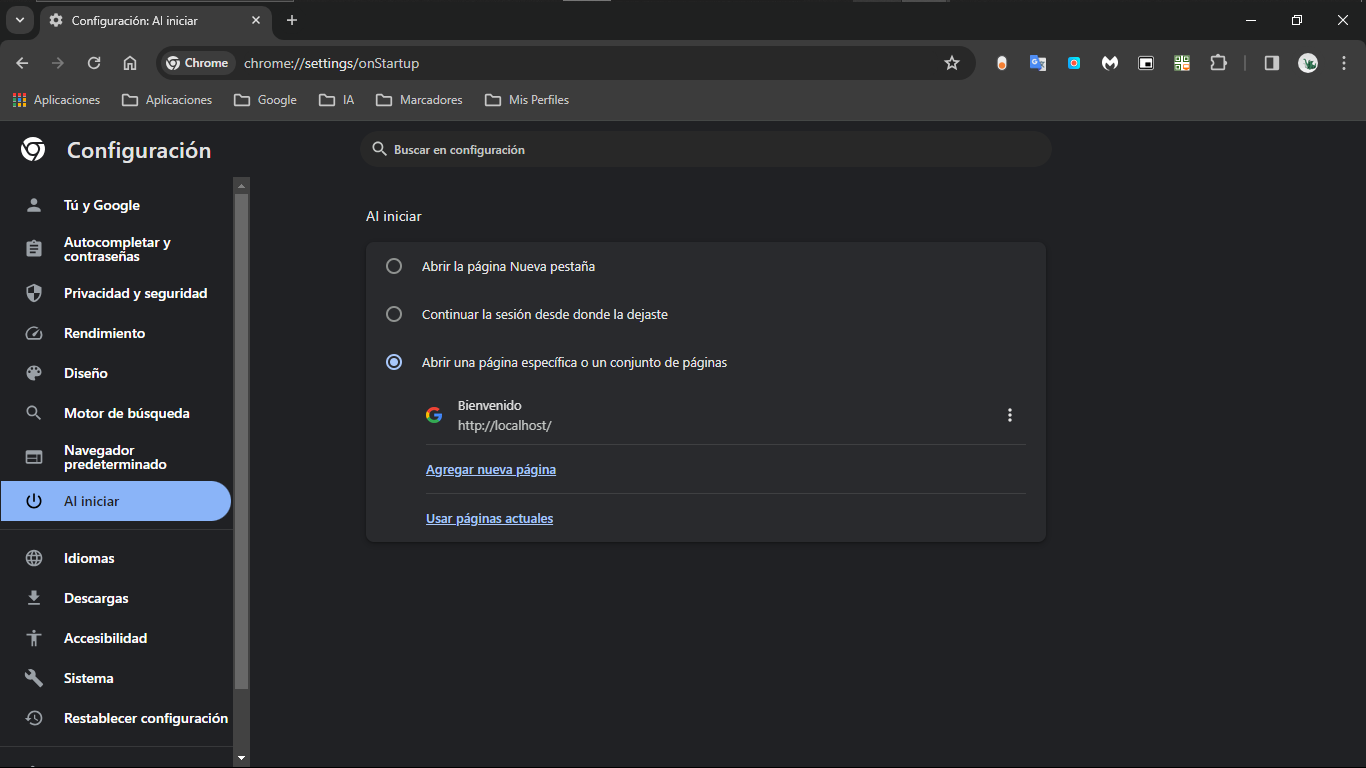 Configuración: Al iniciar
Chrome
chrome://settings/onStartup
Aplicaciones
Aplicaciones
Google
IA
Marcadores
Mis Perfiles
Configuración
Buscar en configuración
Tú y Google
Autocompletar y
contraseñas
Privacidad y seguridad
Rendimiento
Diseño
Motor de búsqueda
Navegador
predeterminado
Al iniciar
Idiomas
Descargas
Accesibilidad
Sistema
Restablecer configuración
Al iniciar
Abrir la página Nueva pestaña
Continuar la sesión desde donde la dejaste
Abrir una página específica o un conjunto de páginas
Bienvenido
http://localhost/
Agregar nueva página
Usar páginas actuales